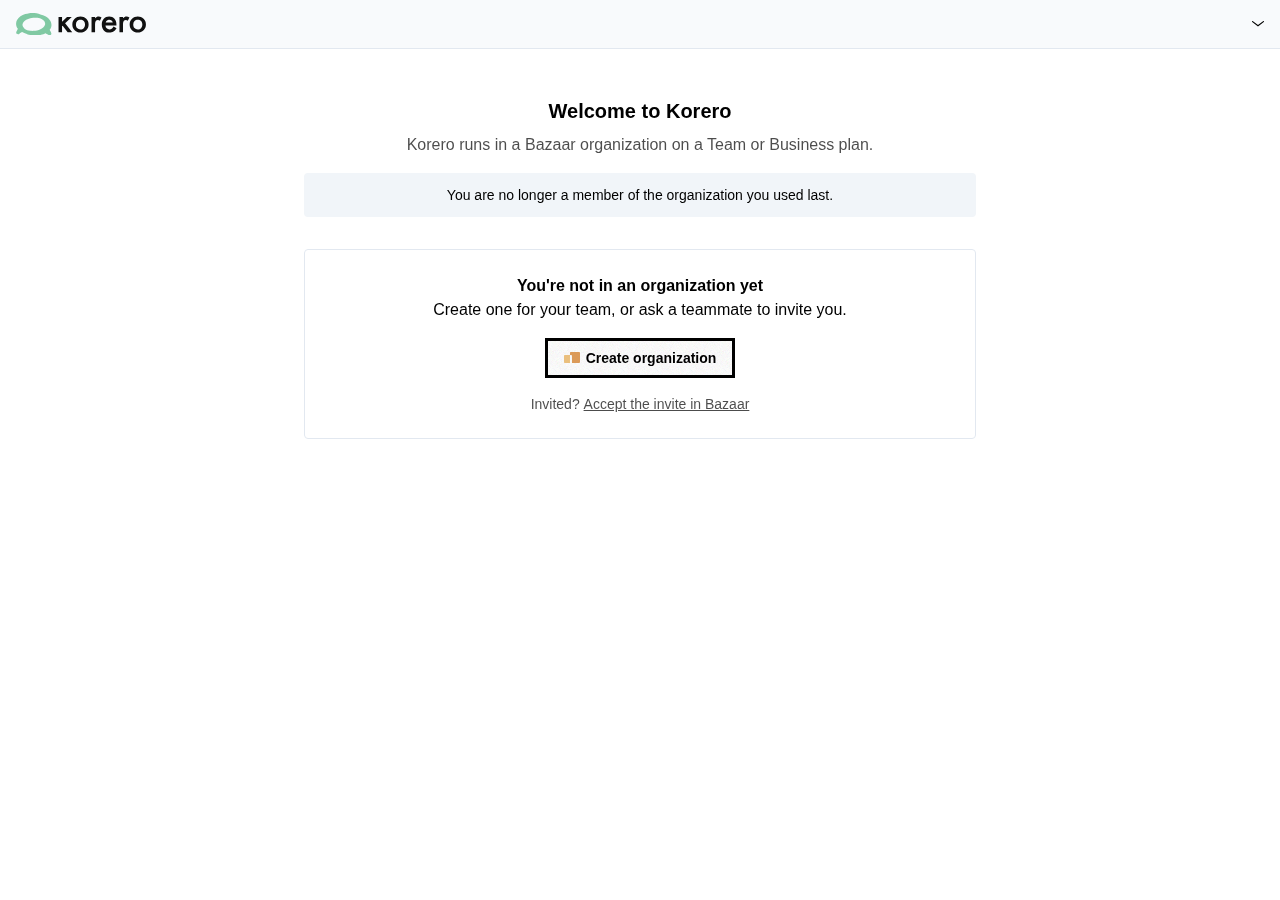 korero
Welcome to Korero
Korero runs in a Bazaar organization on a Team or Business plan.
You are no longer a member of the organization you used last.
You're not in an organization yet
Create one for your team, or ask a teammate to invite you.
Create organization
Invited? Accept the invite in Bazaar